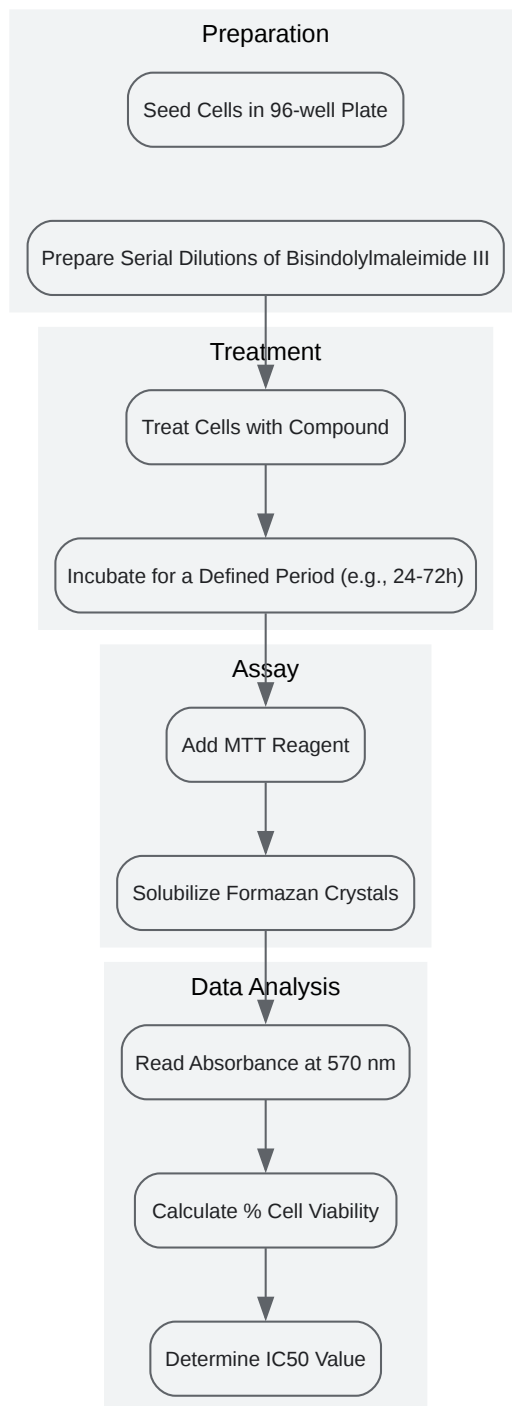 Preparation
Seed Cells in 96-well Plate
Prepare Serial Dilutions of Bisindolylmaleimide III
Treatment
Treat Cells with Compound
Incubate for a Defined Period (e.g., 24-72h)
Assay
Add MTT Reagent
Solubilize Formazan Crystals
Data Analysis
Read Absorbance at 570 nm
Calculate % Cell Viability
Determine IC50 Value